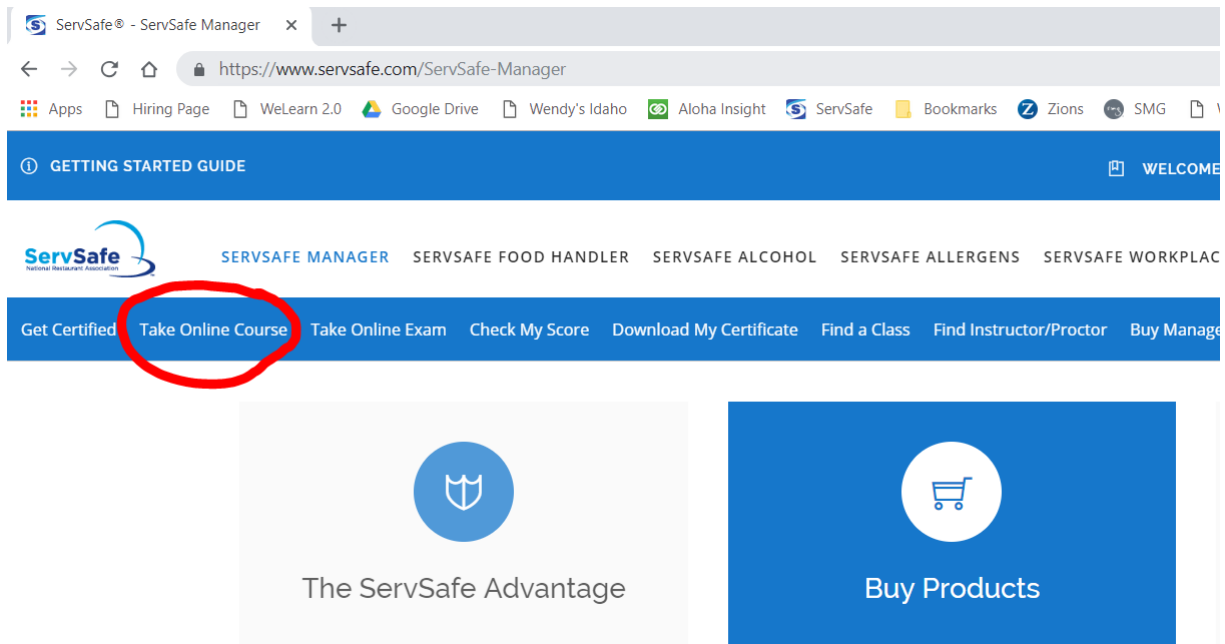 ServSafe® - ServSafe Manager
https://www.servsafe.com/ServSafe-Manager
Apps Hiring Page WeLearn 2.0 Google Drive Wendy's Idaho Aloha Insight ServSafe Bookmarks Zions SMG
GETTING STARTED GUIDE WELCOME
ServSafe
National Restaurant Association
SERVSAFE MANAGER SERVSAFE FOOD HANDLER SERVSAFE ALCOHOL SERVSAFE ALLERGENS SERVSAFE WORKPLAC
Get Certified Take Online Course Take Online Exam Check My Score Download My Certificate Find a Class Find Instructor/Proctor Buy Manage
The ServSafe Advantage Buy Products